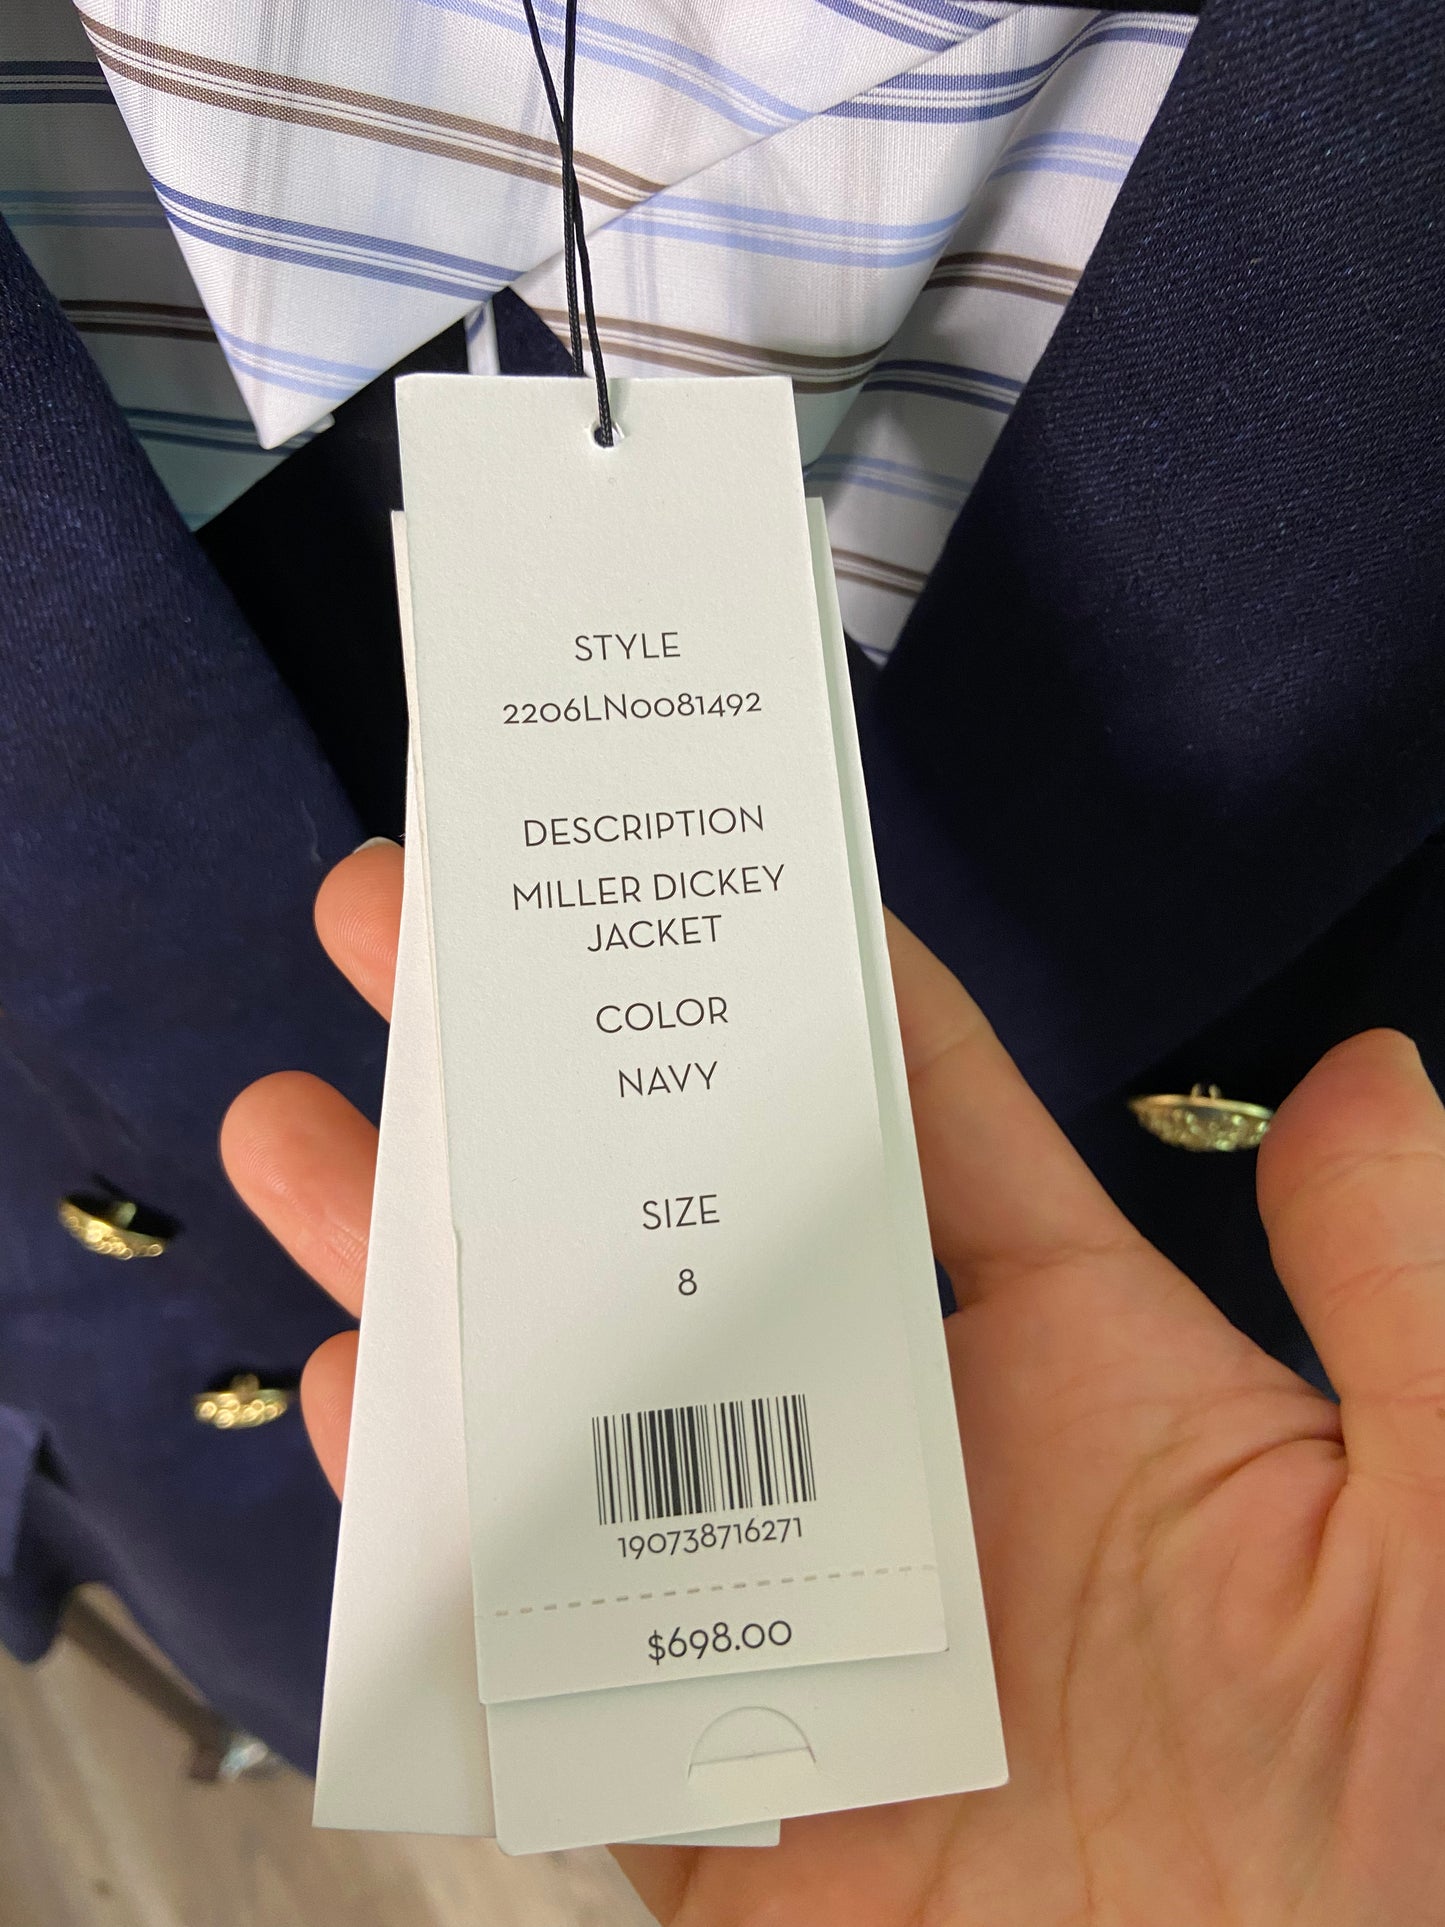 STYLE
2206LN0081492
DESCRIPTION
MILLER DICKEY
JACKET
COLOR
NAVY
SIZE
8
190738716271
$698.00